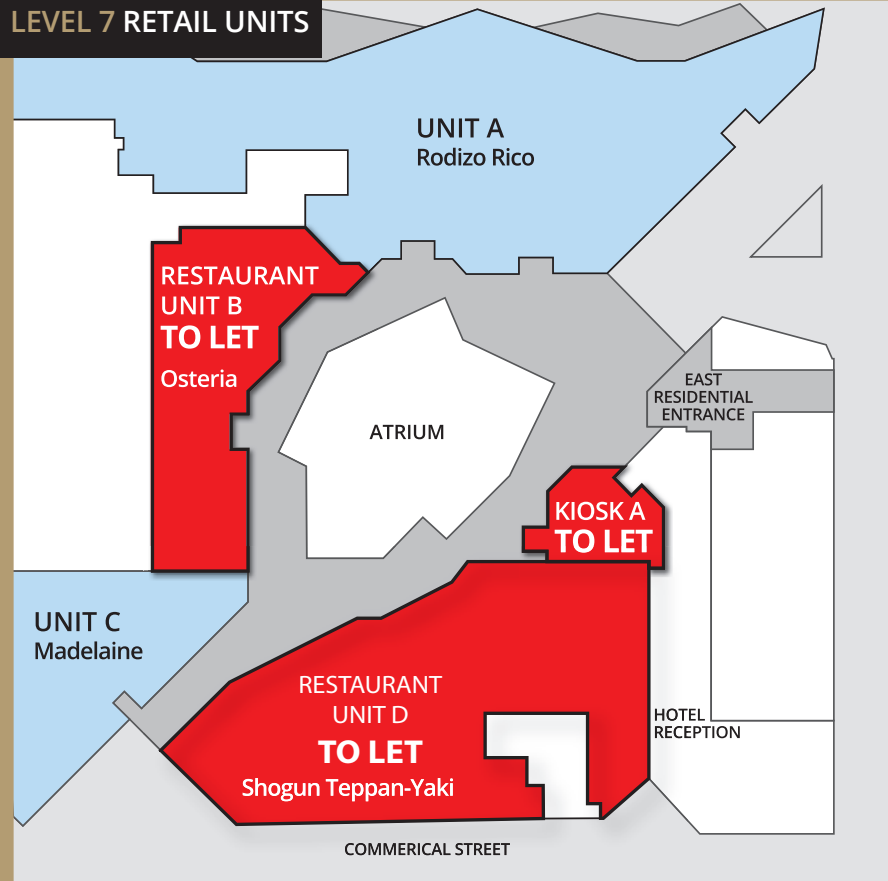 LEVEL 7 RETAIL UNITS
UNIT A
Rodizo Rico
RESTAURANT
UNIT B
TO LET
Osteria
EAST
RESIDENTIAL
ENTRANCE
ATRIUM
KIOSK A
TO LET
UNIT C
Madelaine
RESTAURANT
UNIT D
TO LET
Shogun Teppan-Yaki
HOTEL
RECEPTION
COMMERICAL STREET